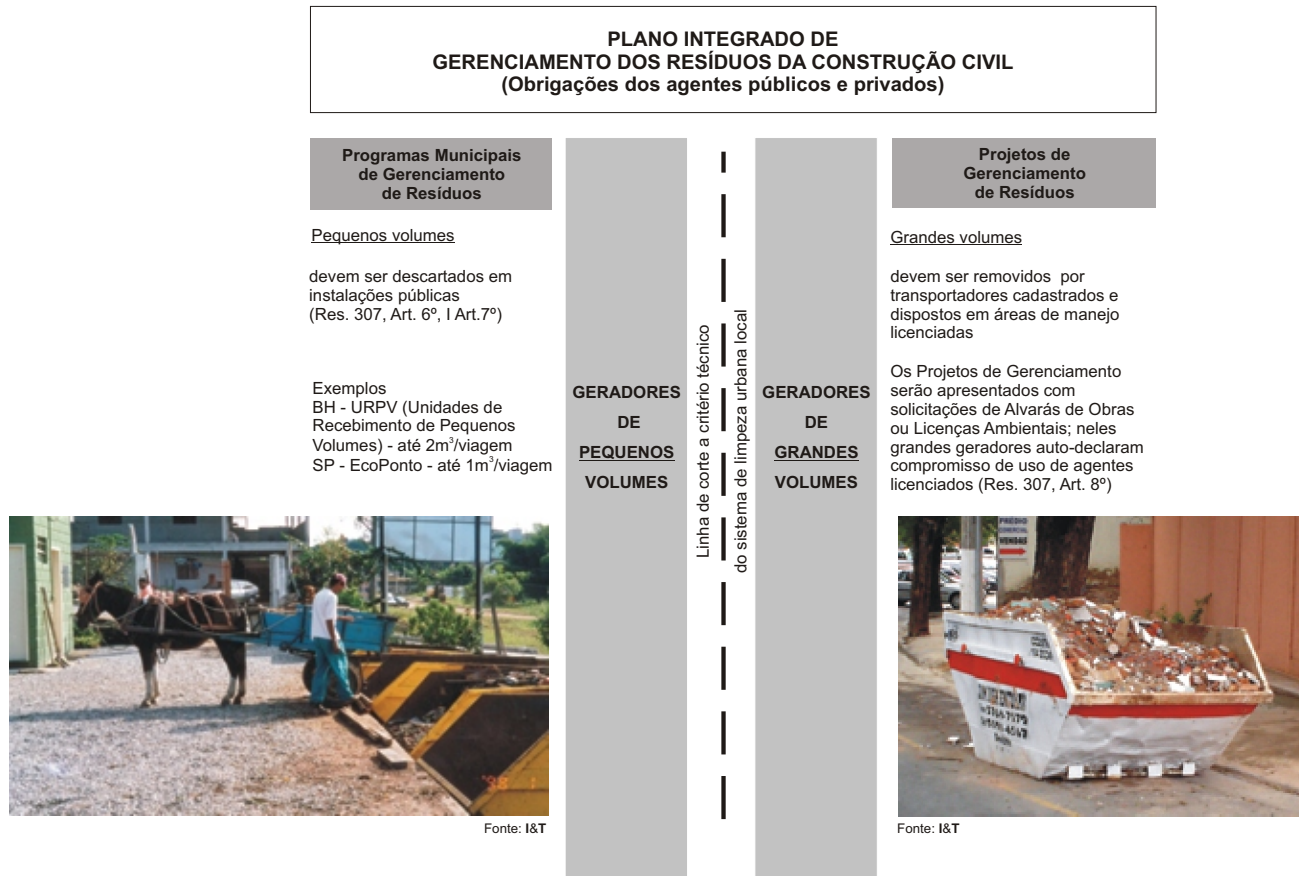 PLANO INTEGRADO DE
GERENCIAMENTO DOS RESÍDUOS DA CONSTRUÇÃO CIVIL
(Obrigações dos agentes públicos e privados)
Programas Municipais
de Gerenciamento
de Resíduos
Pequenos volumes
devem ser descartados em
instalações públicas
(Res. 307, Art. 6º, I Art.7º)
Exemplos
BH - URPV (Unidades de
Recebimento de Pequenos
Volumes) - até 2m³/viagem
SP - EcoPonto - até 1m³/viagem
Fonte: I&T
GERADORES
DE
PEQUENOS
VOLUMES
Linha de corte a critério técnico
do sistema de limpeza urbana local
GERADORES
DE
GRANDES
VOLUMES
Projetos de
Gerenciamento
de Resíduos
Grandes volumes
devem ser removidos por
transportadores cadastrados e
dispostos em áreas de manejo
licenciadas
Os Projetos de Gerenciamento
serão apresentados com
solicitações de Alvarás de Obras
ou Licenças Ambientais; neles
grandes geradores auto-declaram
compromisso de uso de agentes
licenciados (Res. 307, Art. 8º)
PRÉDIO
COMERCIAL
VENDAS
Fonte: I&T